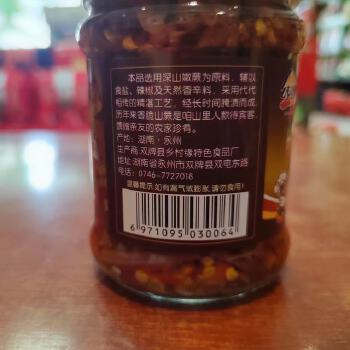 本品选用深山嫩蕨为原料，辅以
食盐、辣椒及天然香辛料，采用代代
相传的精湛工艺，经长时间腌渍而成。
历年来香脆山蕨是咱山里人款待宾客、
馈赠亲友的农家珍肴。
产地：湖南·永州
生产商：双牌县乡村缘特色食品厂
地址：湖南省永州市双牌县双电东路
电话：0746-7727018
温馨提示:如有漏气或胀袋,请勿食用!
6 971095 030064